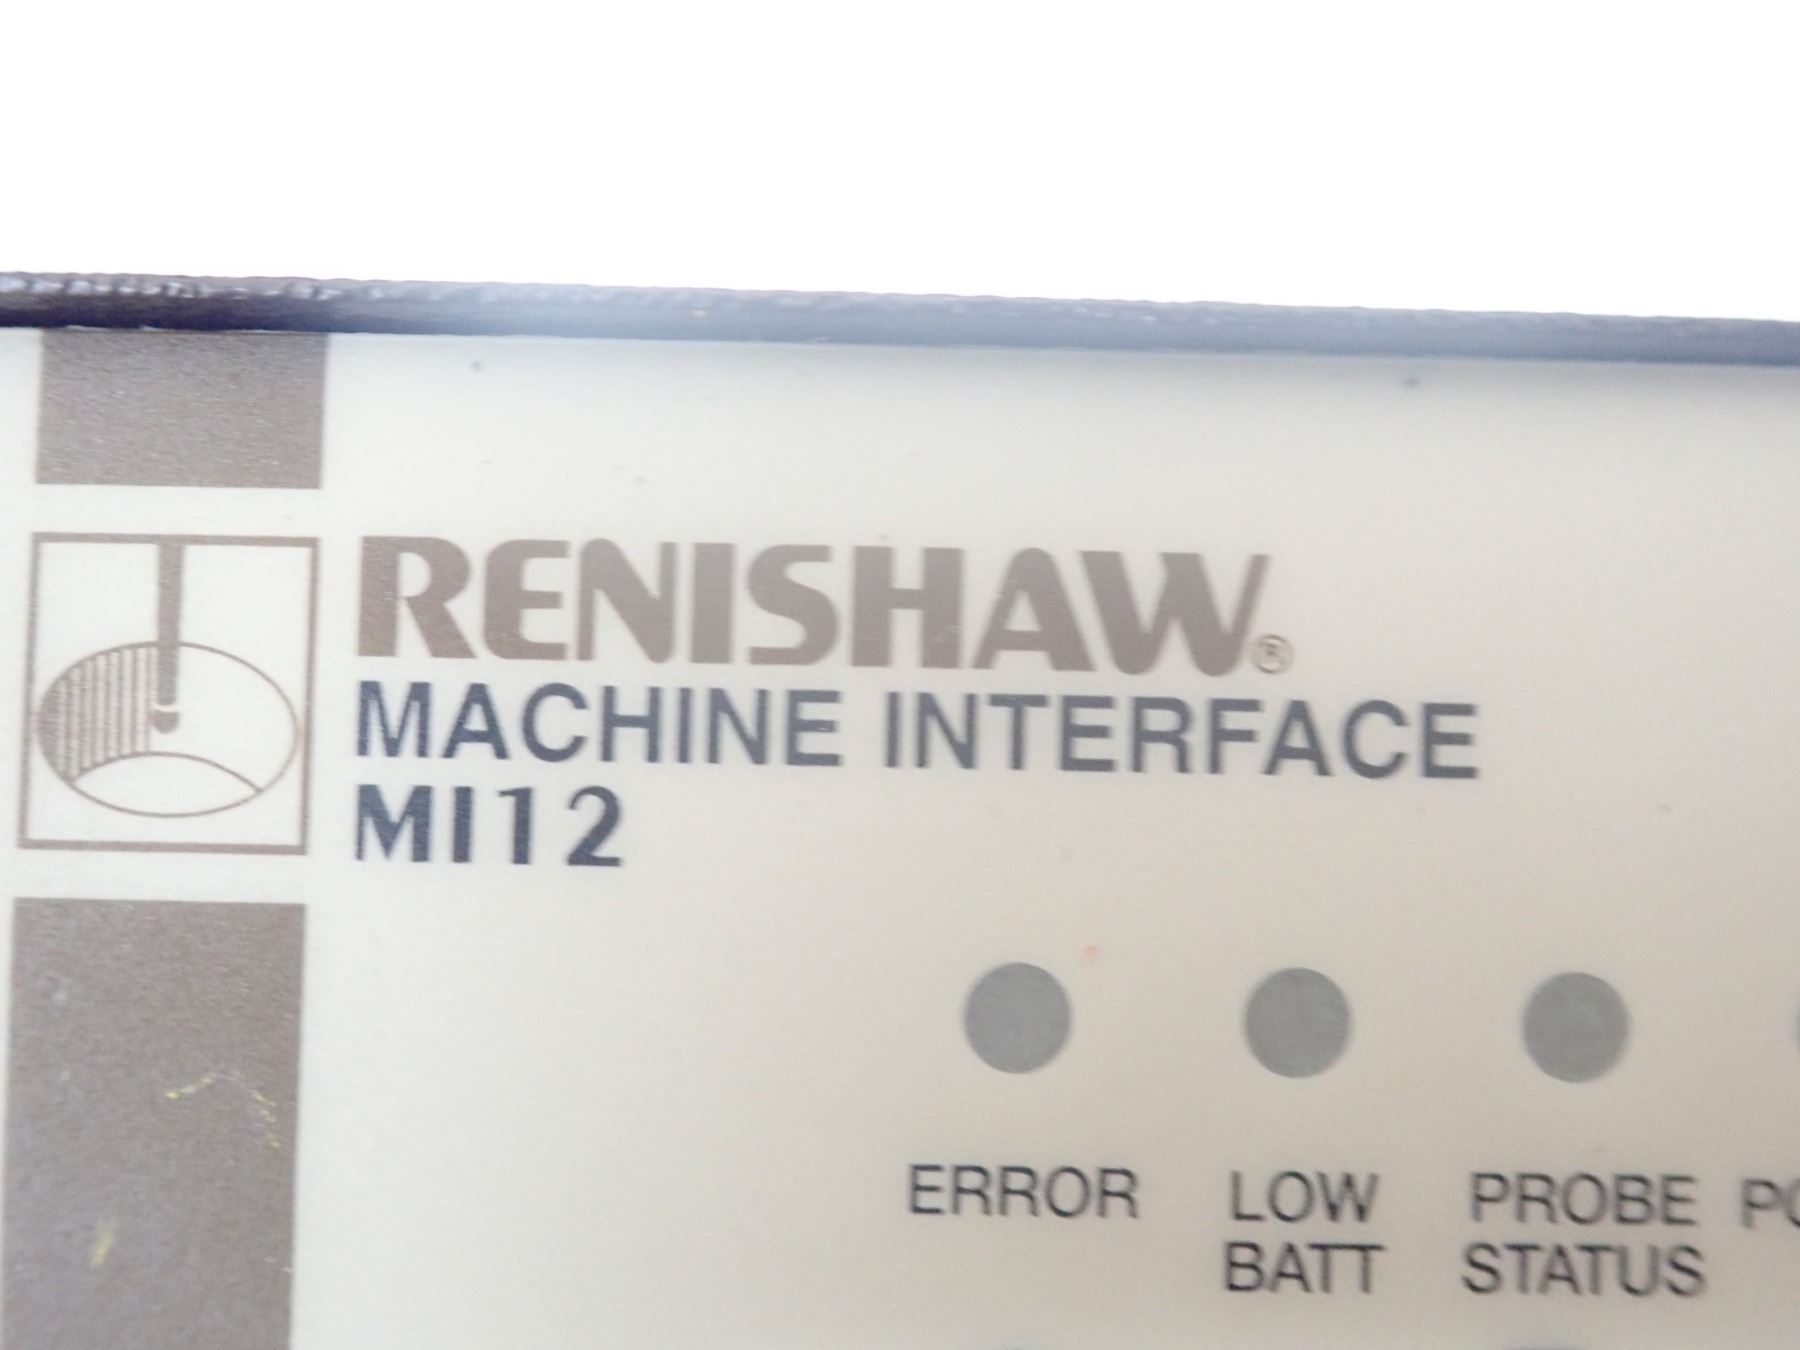 RENISHAW®
MACHINE INTERFACE
MI12
ERROR LOW PROBE
BATT STATUS